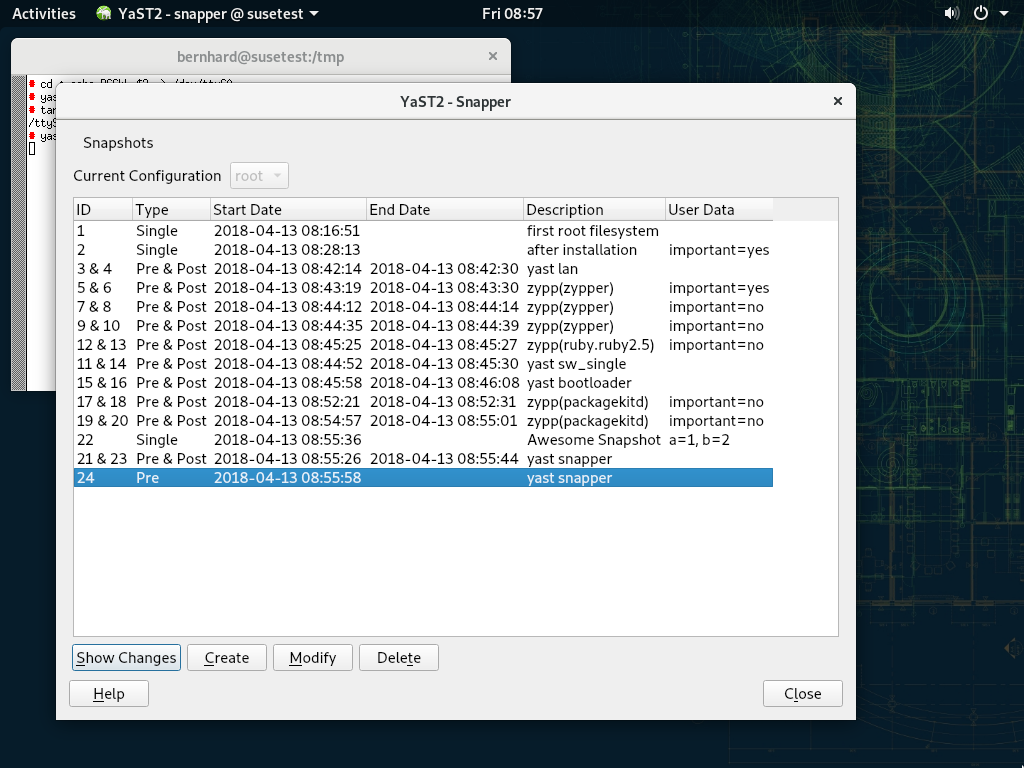 Activities YaST2 - snapper @ susetest Fri 08:57
bernhard@susetest:/tmp
cd
yas
tar
/ttyS
yas
YaST2 - Snapper
Snapshots
Current Configuration root
ID Type Start Date End Date Description User Data
1 Single 2018-04-13 08:16:51 first root filesystem
2 Single 2018-04-13 08:28:13 after installation important=yes
3 & 4 Pre & Post 2018-04-13 08:42:14 2018-04-13 08:42:30 yast lan
5 & 6 Pre & Post 2018-04-13 08:43:19 2018-04-13 08:43:30 zypp(zypper) important=yes
7 & 8 Pre & Post 2018-04-13 08:44:12 2018-04-13 08:44:14 zypp(zypper) important=no
9 & 10 Pre & Post 2018-04-13 08:44:35 2018-04-13 08:44:39 zypp(zypper) important=no
12 & 13 Pre & Post 2018-04-13 08:45:25 2018-04-13 08:45:27 zypp(ruby.ruby2.5) important=no
11 & 14 Pre & Post 2018-04-13 08:44:52 2018-04-13 08:45:30 yast sw_single
15 & 16 Pre & Post 2018-04-13 08:45:58 2018-04-13 08:46:08 yast bootloader
17 & 18 Pre & Post 2018-04-13 08:52:21 2018-04-13 08:52:31 zypp(packagekitd) important=no
19 & 20 Pre & Post 2018-04-13 08:54:57 2018-04-13 08:55:01 zypp(packagekitd) important=no
22 Single 2018-04-13 08:55:36 Awesome Snapshot a=1, b=2
21 & 23 Pre & Post 2018-04-13 08:55:26 2018-04-13 08:55:44 yast snapper
24 Pre 2018-04-13 08:55:58 yast snapper
Show Changes Create Modify Delete
Help Close